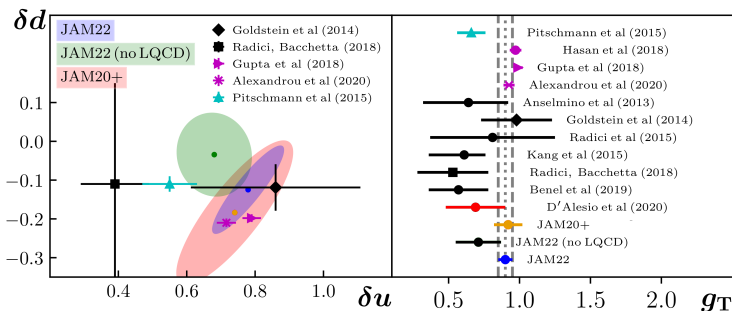 δd
JAM22
JAM22 (no LQCD)
JAM20+
Goldstein et al (2014)
Radici, Bacchetta (2018)
Gupta et al (2018)
Alexandrou et al (2020)
Pitschmann et al (2015)
0.1
0.0
−0.1
−0.2
−0.3
0.4
0.6
0.8
1.0
δu
Pitschmann et al (2015)
Hasan et al (2018)
Gupta et al (2018)
Alexandrou et al (2020)
Anselmino et al (2013)
Goldstein et al (2014)
Radici et al (2015)
Kang et al (2015)
Radici, Bacchetta (2018)
Benel et al (2019)
D′Alesio et al (2020)
JAM20+
JAM22 (no LQCD)
JAM22
0.5
1.0
1.5
2.0
gT